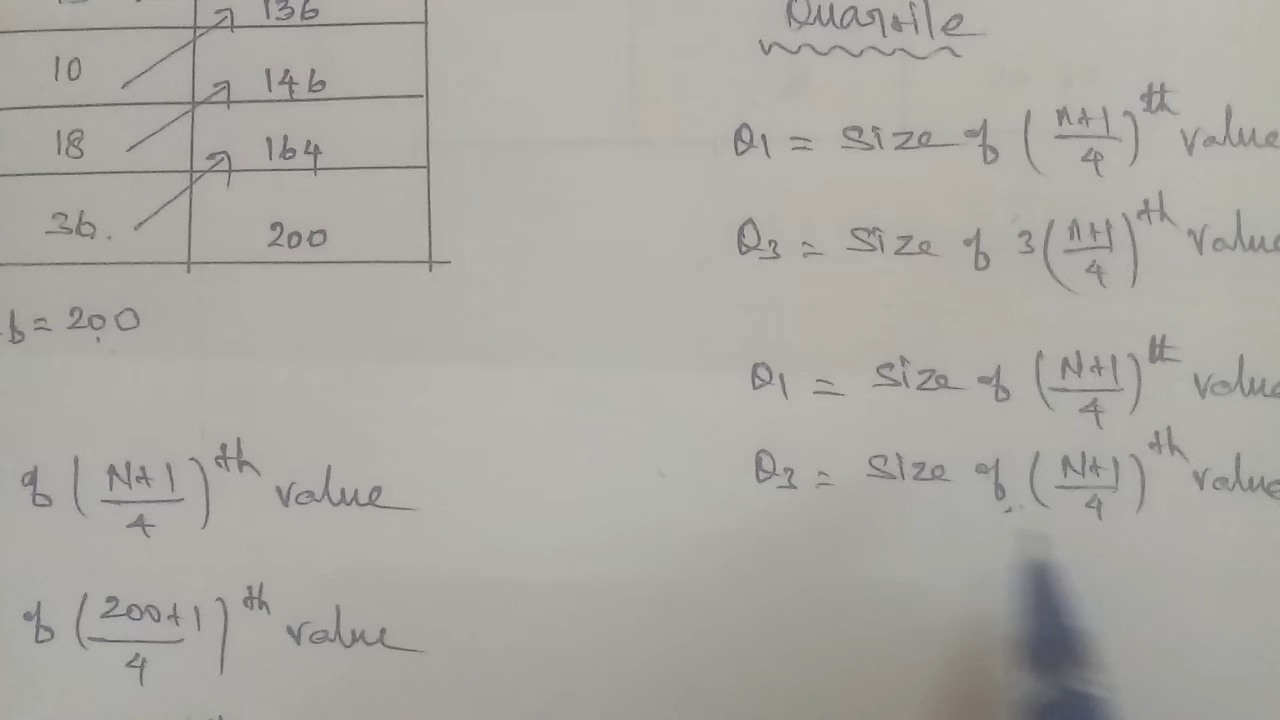 136
10 146
18 164
36. 200
b = 200
of (N+1/4)th value
of (200+1/4)th value
Quartile
Q1 = Size of (n+1/4)th value
Q3 = Size of 3(n+1/4)th value
Q1 = Size of (N+1/4)th value
Q3 = Size of (N+1/4)th value